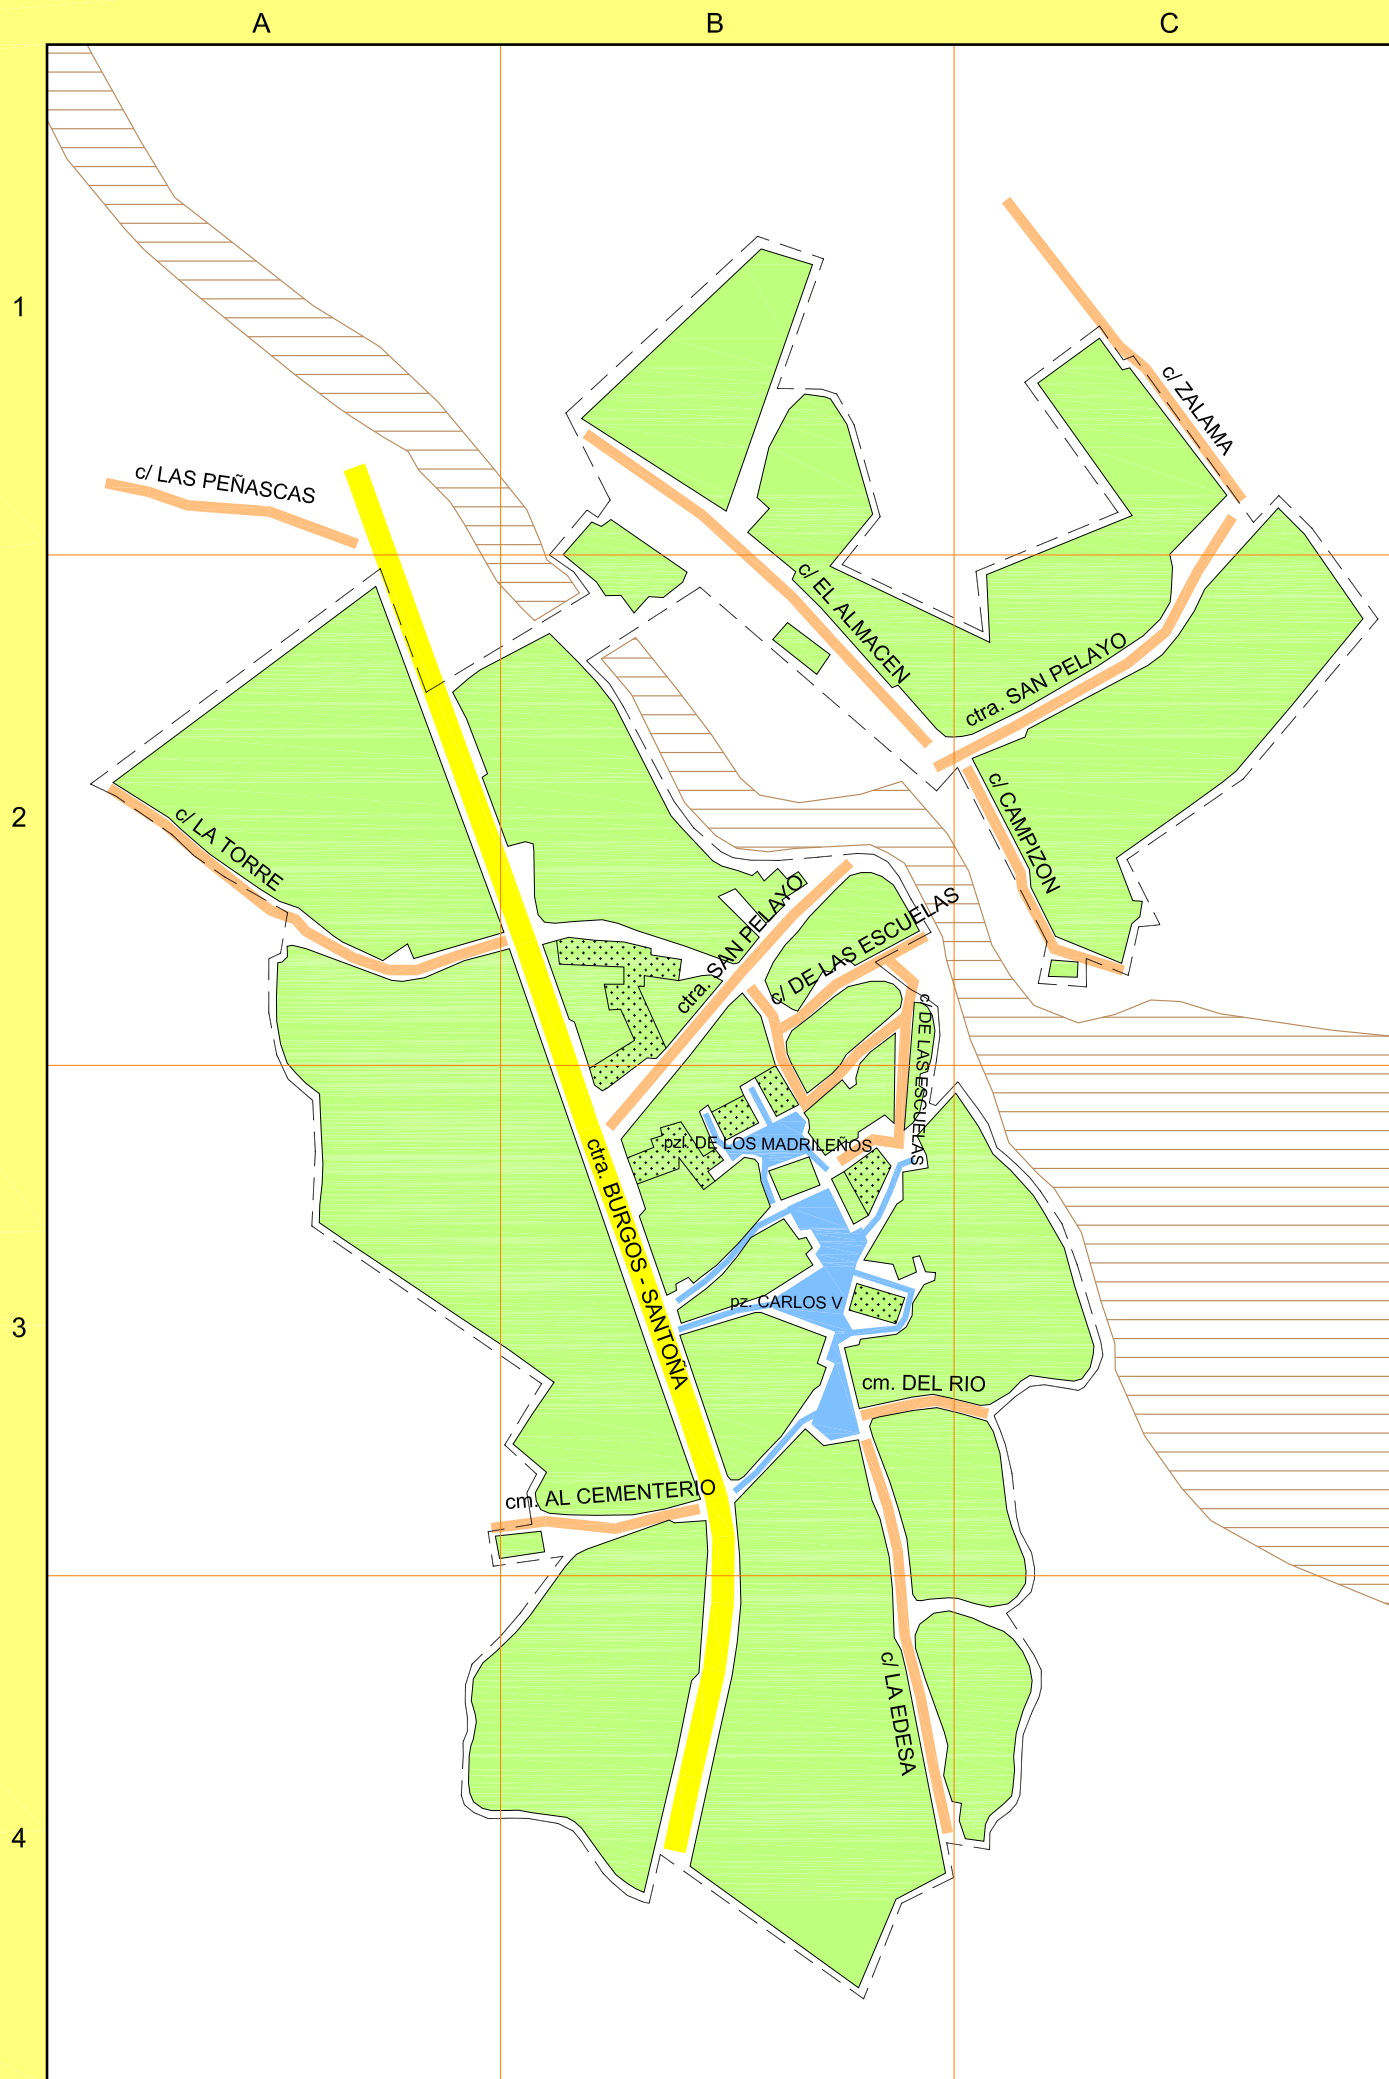 A
B
C
1
c/ ZALAMA
c/ LAS PEÑASCAS
c/ EL ALMACEN
ctra. SAN PELAYO
c/ CAMPIZON
2
c/ LA TORRE
ctra. SAN PELAYO
c/ DE LAS ESCUELAS
c/ DE LAS ESCUELAS
pzl. DE LOS MADRILEÑOS
ctra. BURGOS - SANTOÑA
pz. CARLOS V
3
cm. DEL RIO
cm. AL CEMENTERIO
c/ LA EDESA
4